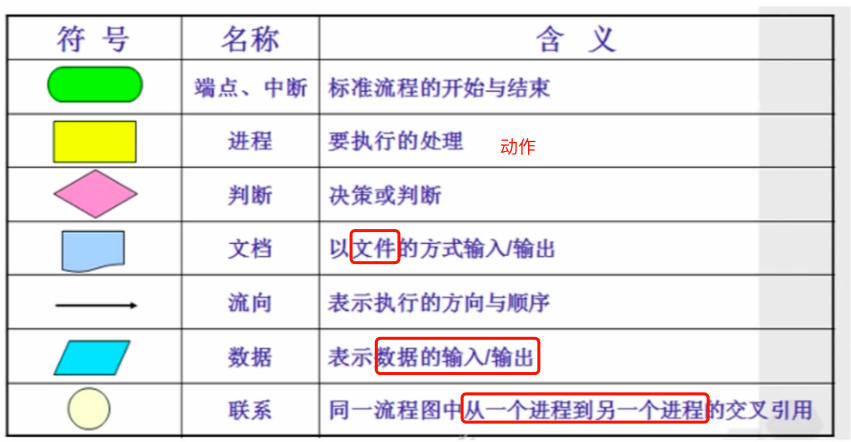 符 号 名称 含 义
端点、中断 标准流程的开始与结束
进程 要执行的处理 动作
判断 决策或判断
文档 以文件的方式输入/输出
流向 表示执行的方向与顺序
数据 表示数据的输入/输出
联系 同一流程图中从一个进程到另一个进程的交叉引用